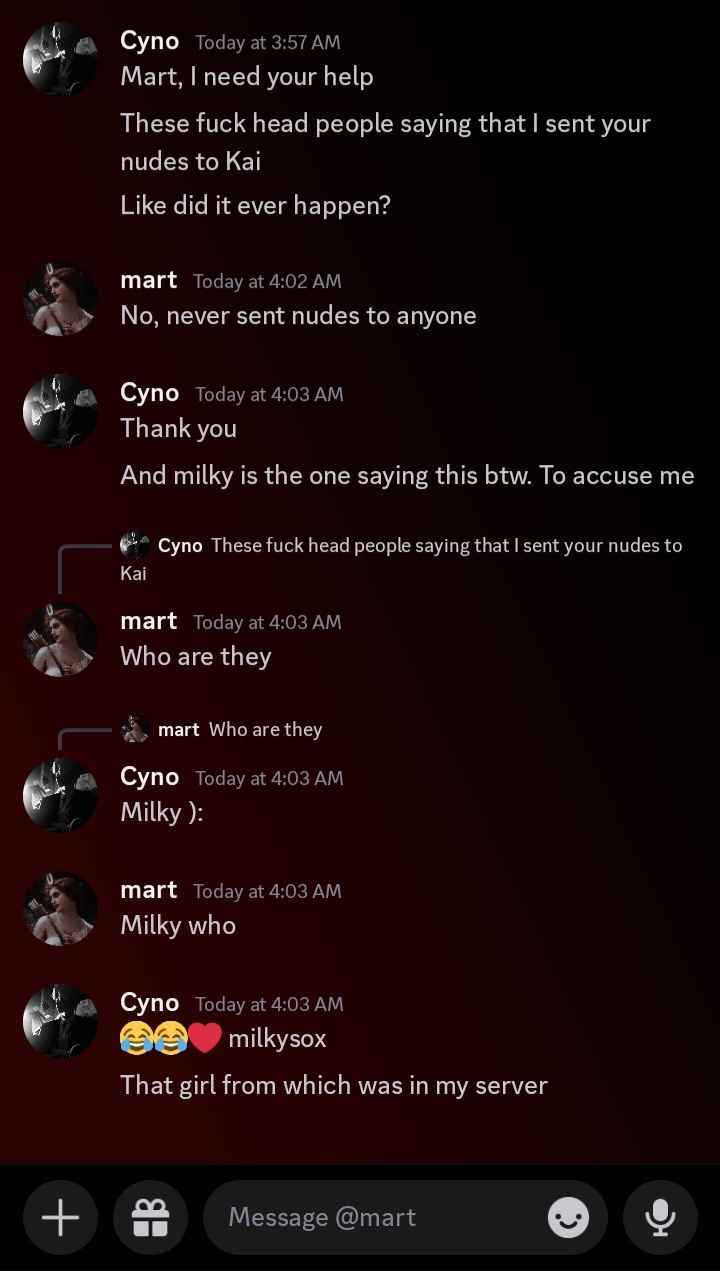 Cyno Today at 3:57 AM
Mart, I need your help
These fuck head people saying that I sent your
nudes to Kai
Like did it ever happen?
mart Today at 4:02 AM
No, never sent nudes to anyone
Cyno Today at 4:03 AM
Thank you
And milky is the one saying this btw. To accuse me
Cyno These fuck head people saying that I sent your nudes to
Kai
mart Today at 4:03 AM
Who are they
mart Who are they
Cyno Today at 4:03 AM
Milky ):
mart Today at 4:03 AM
Milky who
Cyno Today at 4:03 AM
😂😂❤️ milkysox
That girl from which was in my server
Message @mart